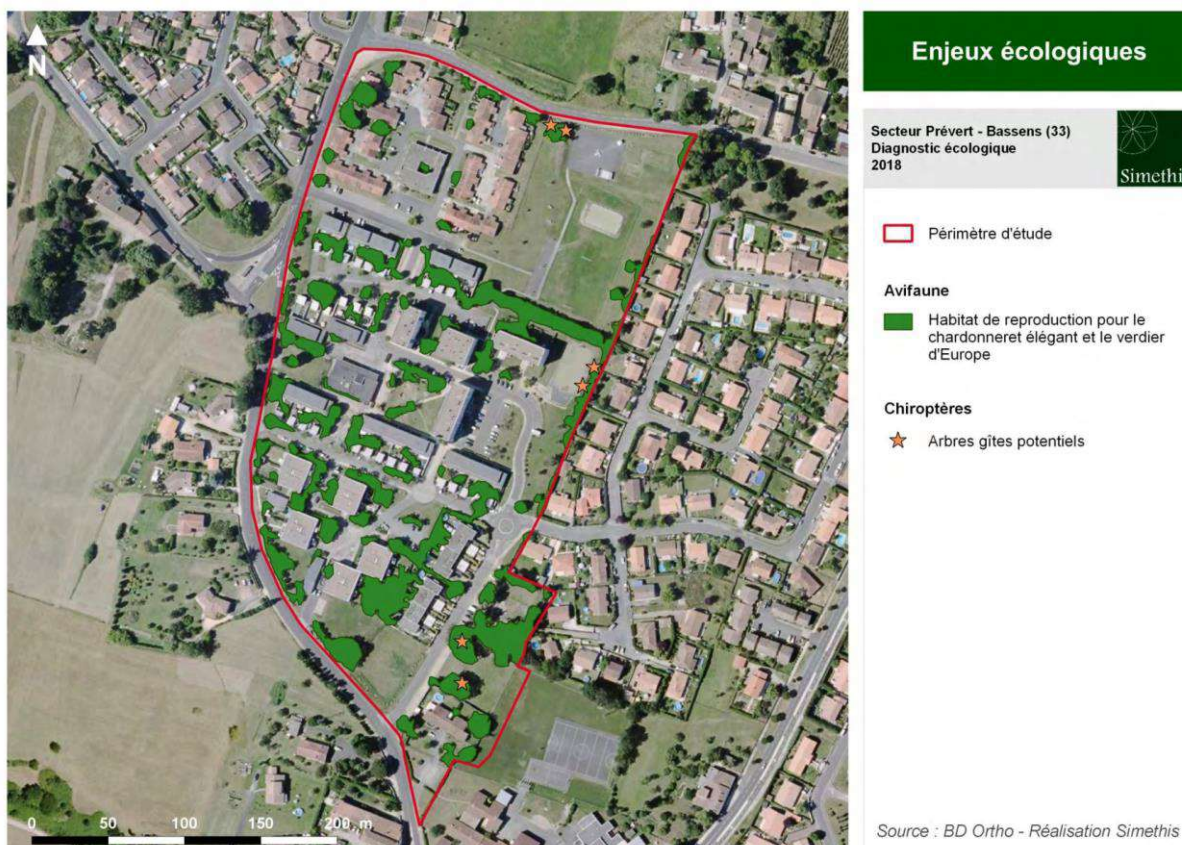 N
Enjeux écologiques
Secteur Prévert - Bassens (33)
Diagnostic écologique
2018
Simethi
Périmètre d'étude
Avifaune
Habitat de reproduction pour le
chardonneret élégant et le verdier
d'Europe
Chiroptères
Arbres gîtes potentiels
0 50 100 150 200 m
Source : BD Ortho - Réalisation Simethis